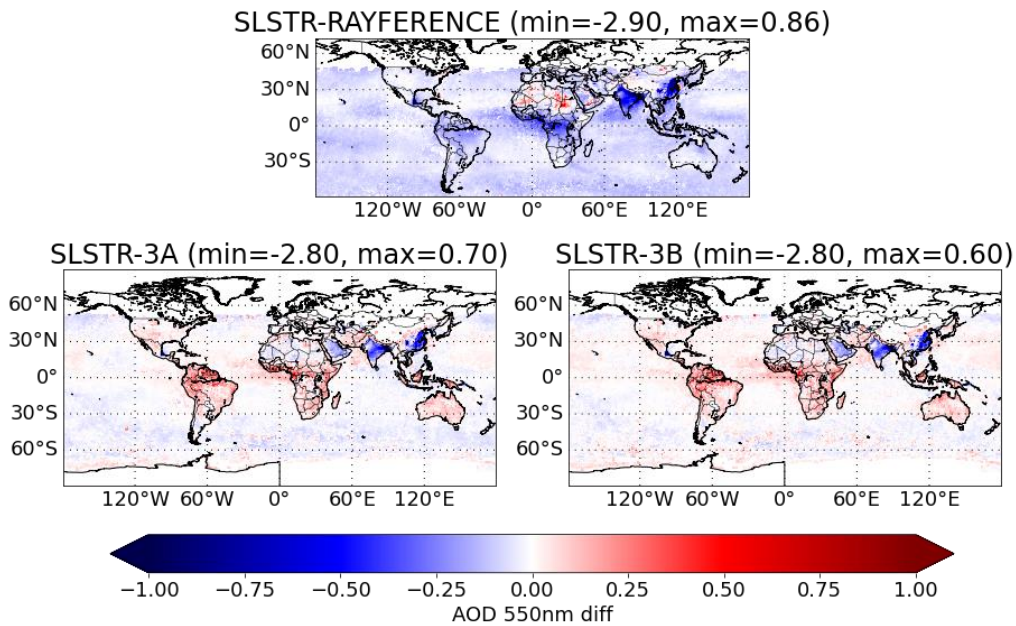 SLSTR-RAYFERENCE (min=-2.90, max=0.86)
60°N
30°N
0°
30°S
120°W 60°W 0° 60°E 120°E
SLSTR-3A (min=-2.80, max=0.70)
60°N
30°N
0°
30°S
60°S
120°W 60°W 0° 60°E 120°E
SLSTR-3B (min=-2.80, max=0.60)
60°N
30°N
0°
30°S
60°S
120°W 60°W 0° 60°E 120°E
−1.00 −0.75 −0.50 −0.25 0.00 0.25 0.50 0.75 1.00
AOD 550nm diff